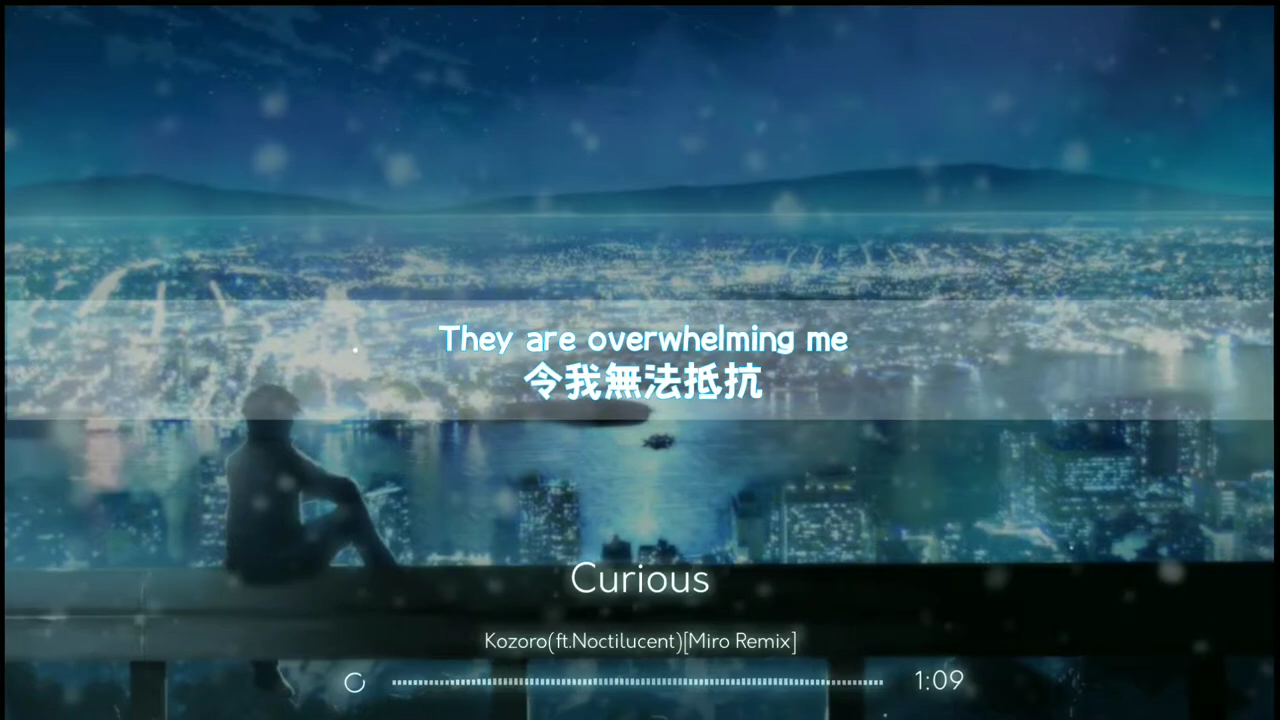 They are overwhelming me
令我無法抵抗
Curious
Kozoro(ft.Noctilucent)[Miro Remix]
1:09